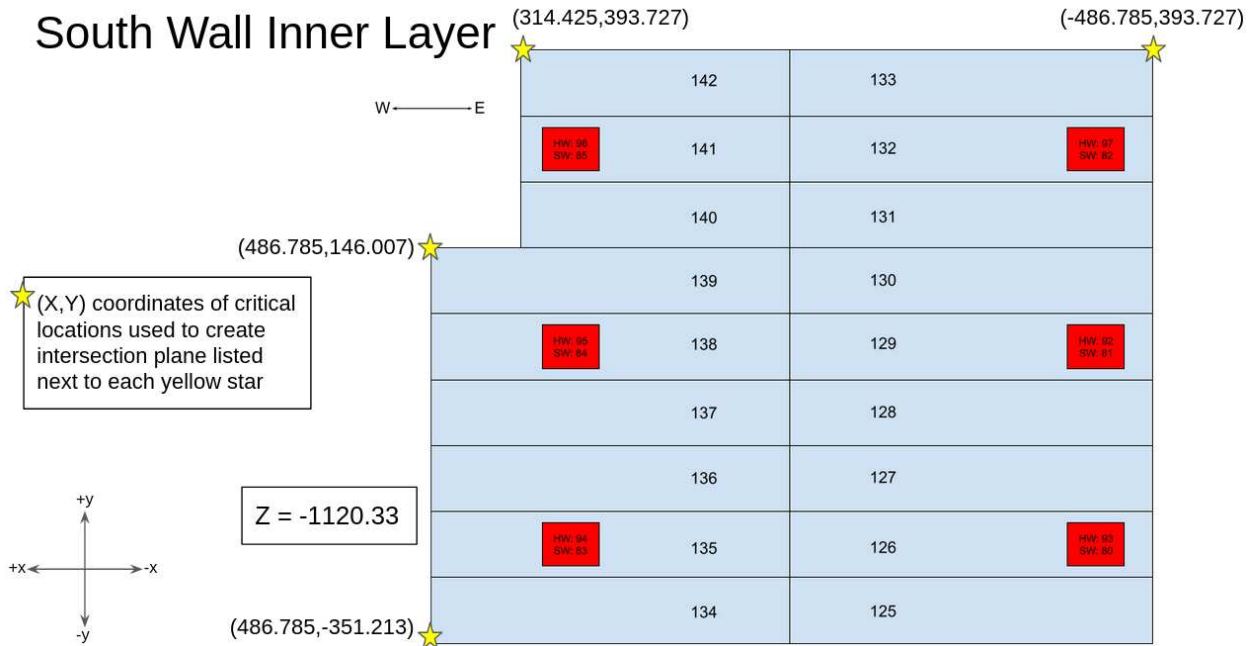 South Wall Inner Layer
(314.425,393.727)
(-486.785,393.727)
W
E
142
133
HW: 96
SW: 85
141
132
HW: 97
SW: 82
140
131
(486.785,146.007)
139
130
(X,Y) coordinates of critical
locations used to create
intersection plane listed
next to each yellow star
HW: 95
SW: 84
138
129
HW: 92
SW: 81
137
128
136
127
Z = -1120.33
+y
+x
-x
-y
HW: 94
SW: 83
135
126
HW: 93
SW: 80
134
125
(486.785,-351.213)